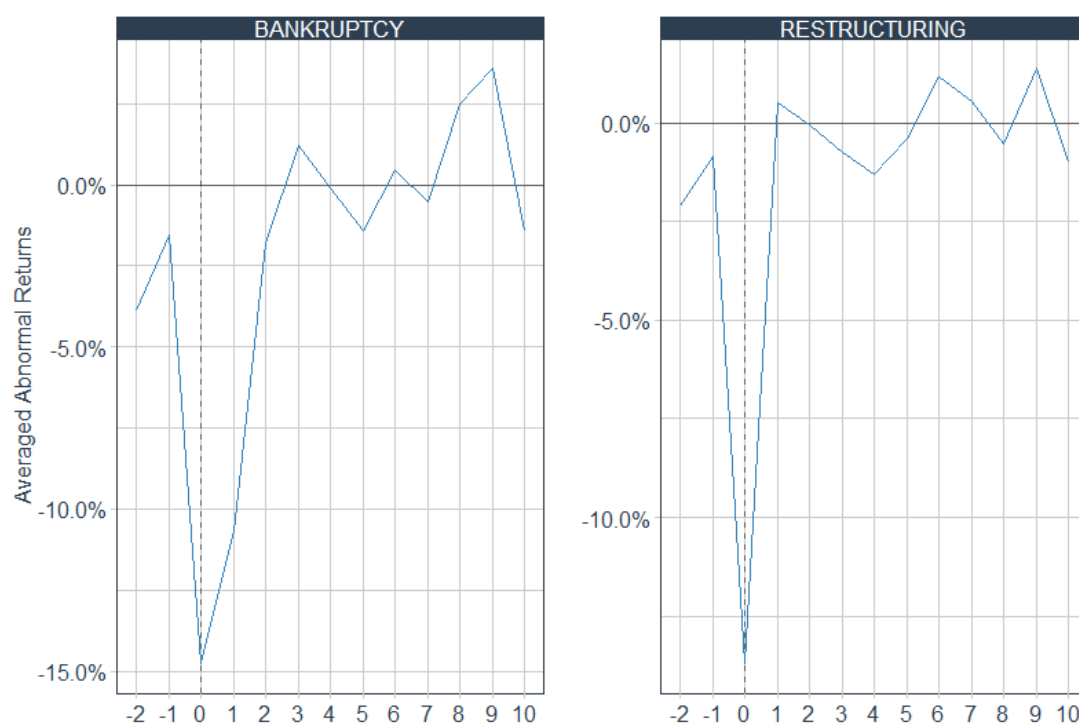 BANKRUPTCY
Averaged Abnormal Returns
0.0%
-5.0%
-10.0%
-15.0%
-2 -1 0 1 2 3 4 5 6 7 8 9 10
RESTRUCTURING
0.0%
-5.0%
-10.0%
-2 -1 0 1 2 3 4 5 6 7 8 9 10